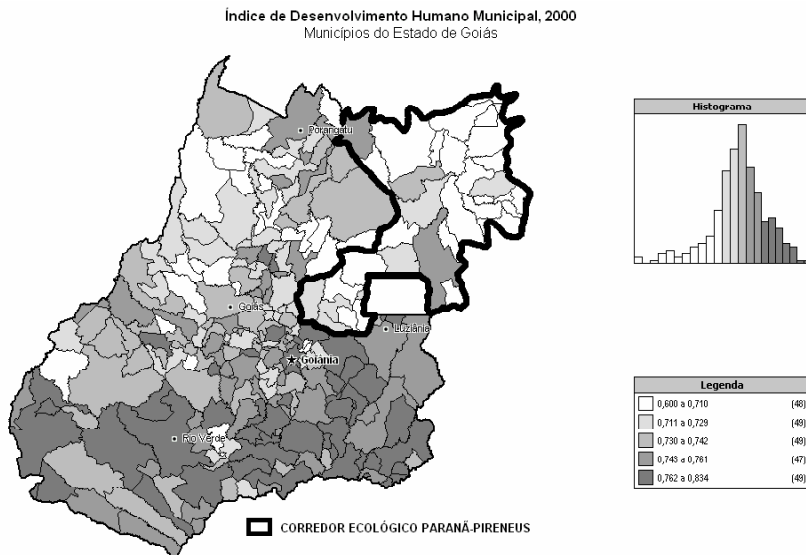 Índice de Desenvolvimento Humano Municipal, 2000
Municípios do Estado de Goiás
Histograma
Porangatu
Goiás
Luziânia
Goiânia
Rio Verde
Legenda
0,600 a 0,710 (48)
0,711 a 0,729 (49)
0,730 a 0,742 (49)
0,743 a 0,761 (47)
0,762 a 0,834 (49)
CORREDOR ECOLÓGICO PARANÃ-PIRENEUS